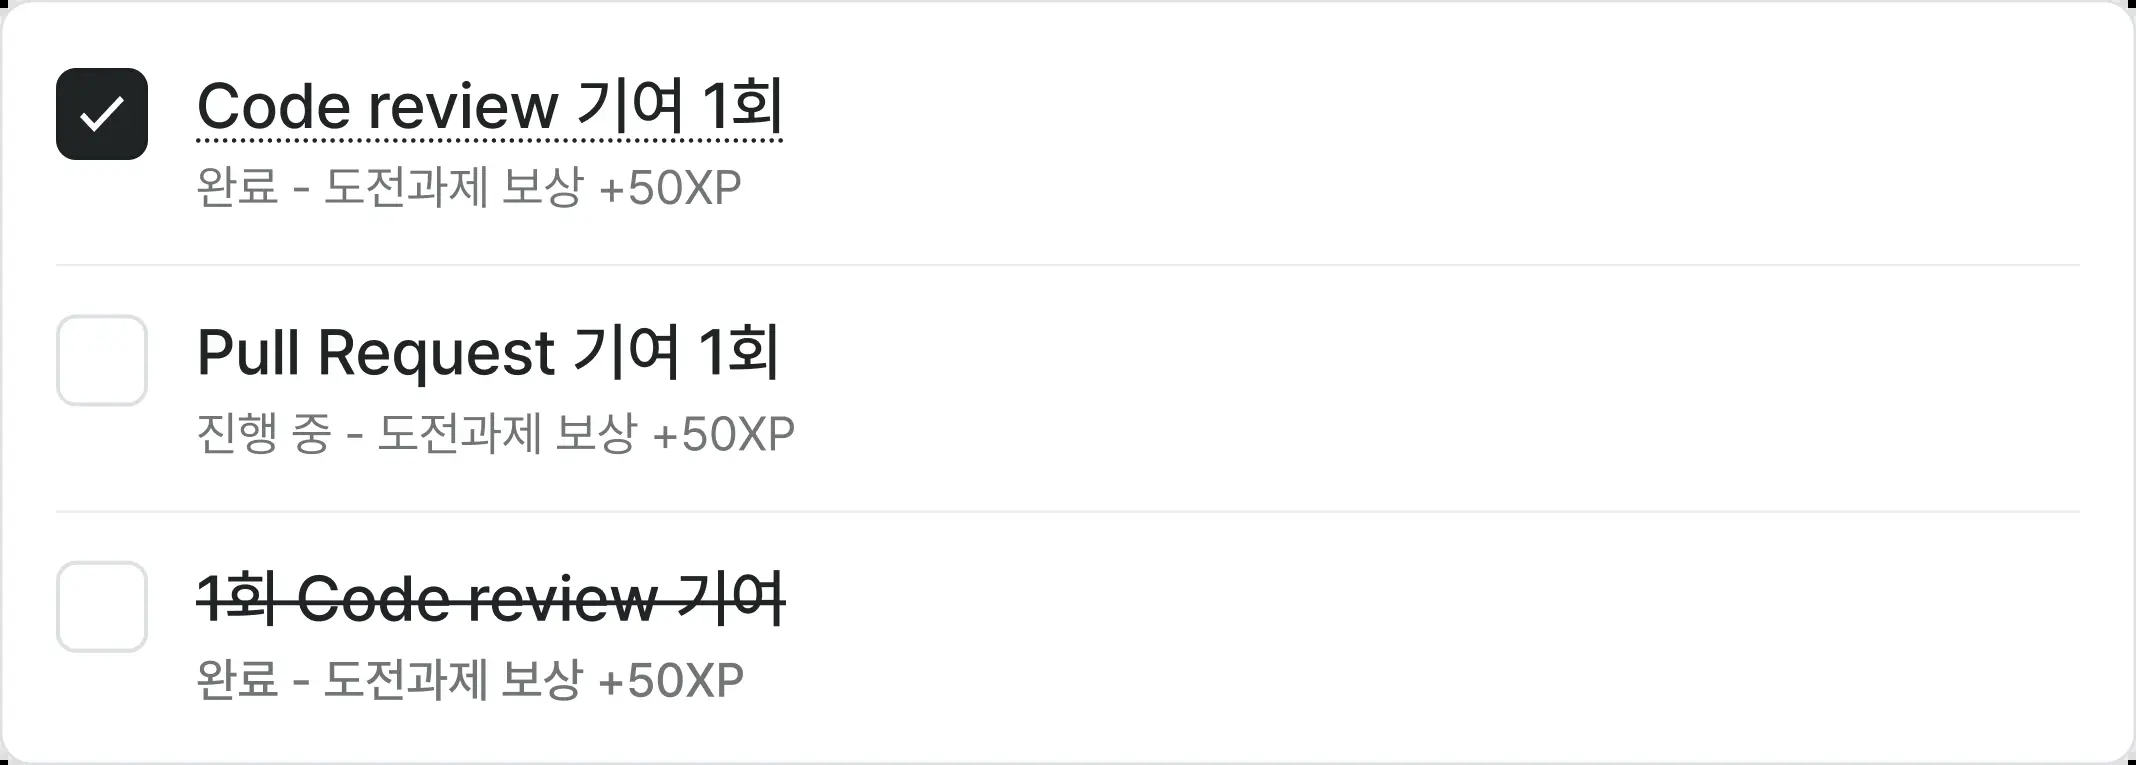 Code review 기여 1회
완료 - 도전과제 보상 +50XP
Pull Request 기여 1회
진행 중 - 도전과제 보상 +50XP
1회 Code review 기여
완료 - 도전과제 보상 +50XP